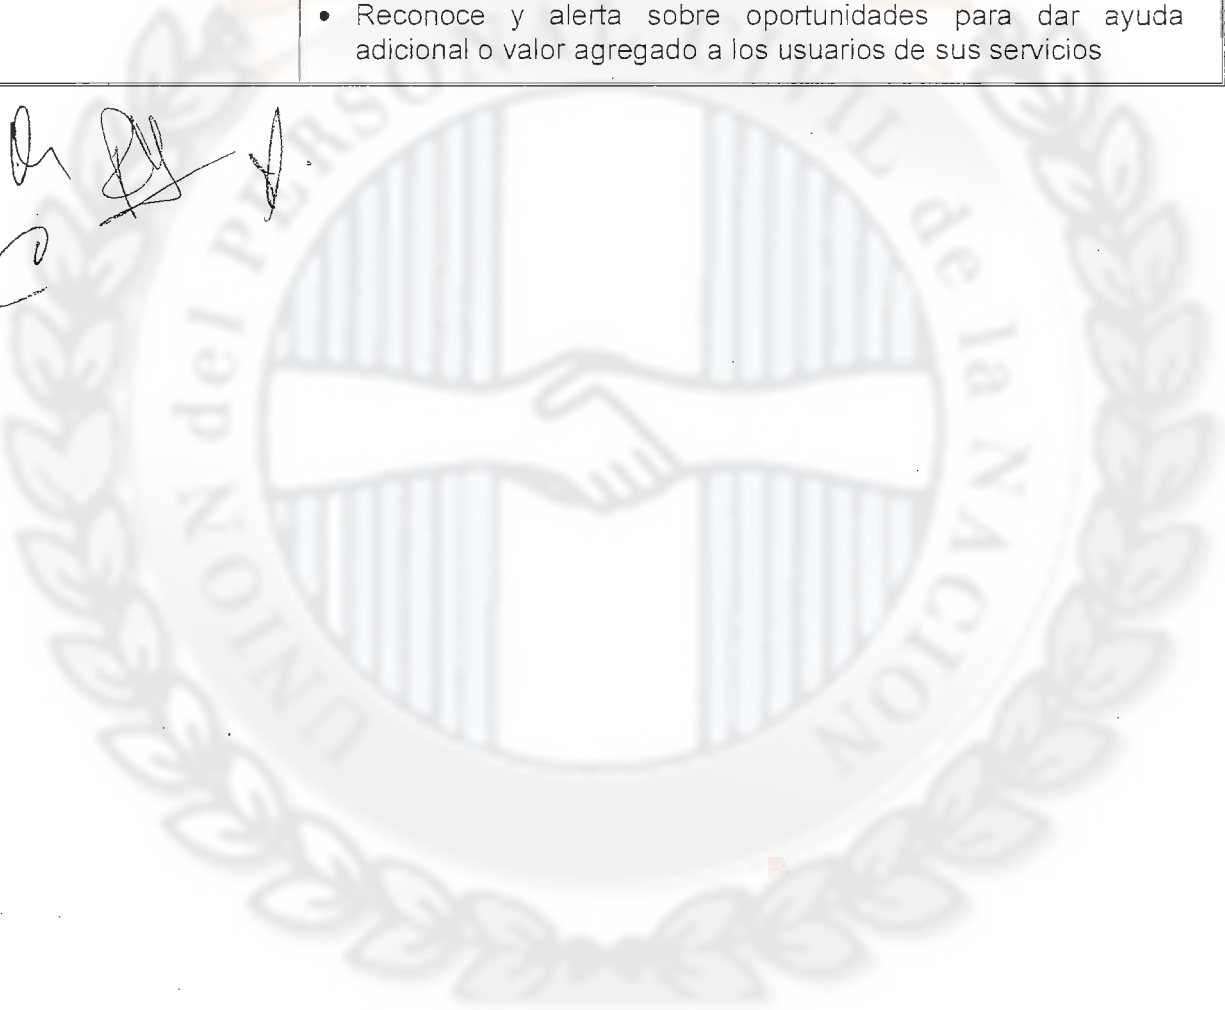 • Reconoce y alerta sobre oportunidades para dar ayuda
adicional o valor agregado a los usuarios de sus servicios
UNION del PERSONAL CIVIL de la NACION